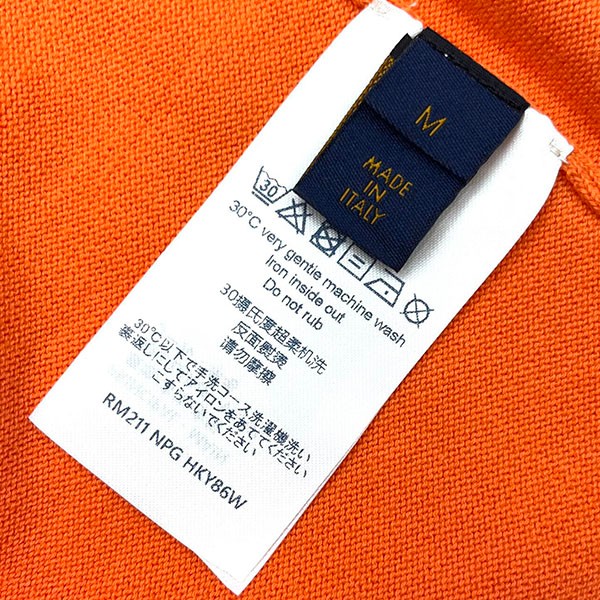 M
MADE
IN
ITALY
30
30°C very gentle machine wash
Iron inside out
Do not rub
30摄氏度超柔机洗
反面熨烫
请勿摩擦
30℃以下で手洗コース洗濯機洗い
裏返しにしてアイロンをあててください
こすらないでください
RM211 NPG HKY86W